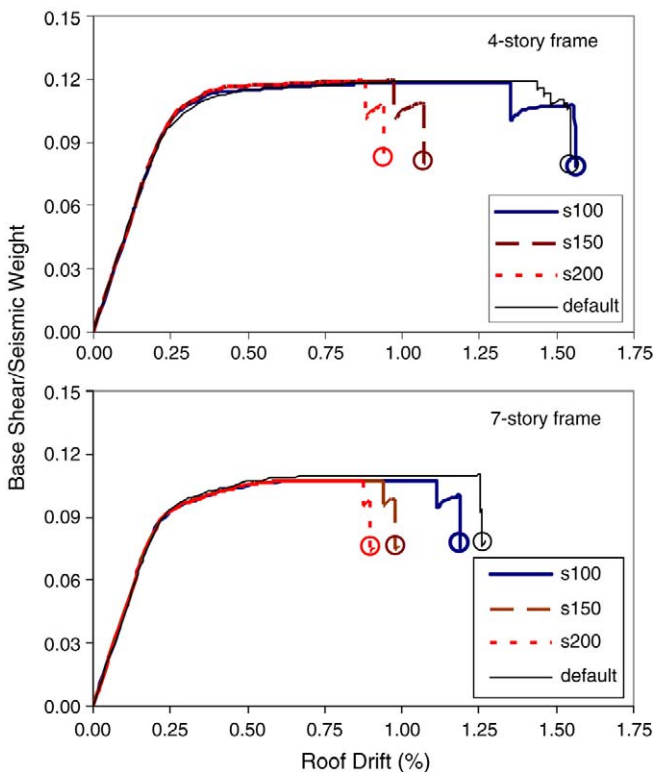 0.15
4-story frame
0.12
0.09
0.06
0.03
0.00
s100
s150
s200
default
0.00 0.25 0.50 0.75 1.00 1.25 1.50 1.75
Base Shear/Seismic Weight
0.15
7-story frame
0.12
0.09
0.06
0.03
0.00
s100
s150
s200
default
0.00 0.25 0.50 0.75 1.00 1.25 1.50 1.75
Roof Drift (%)